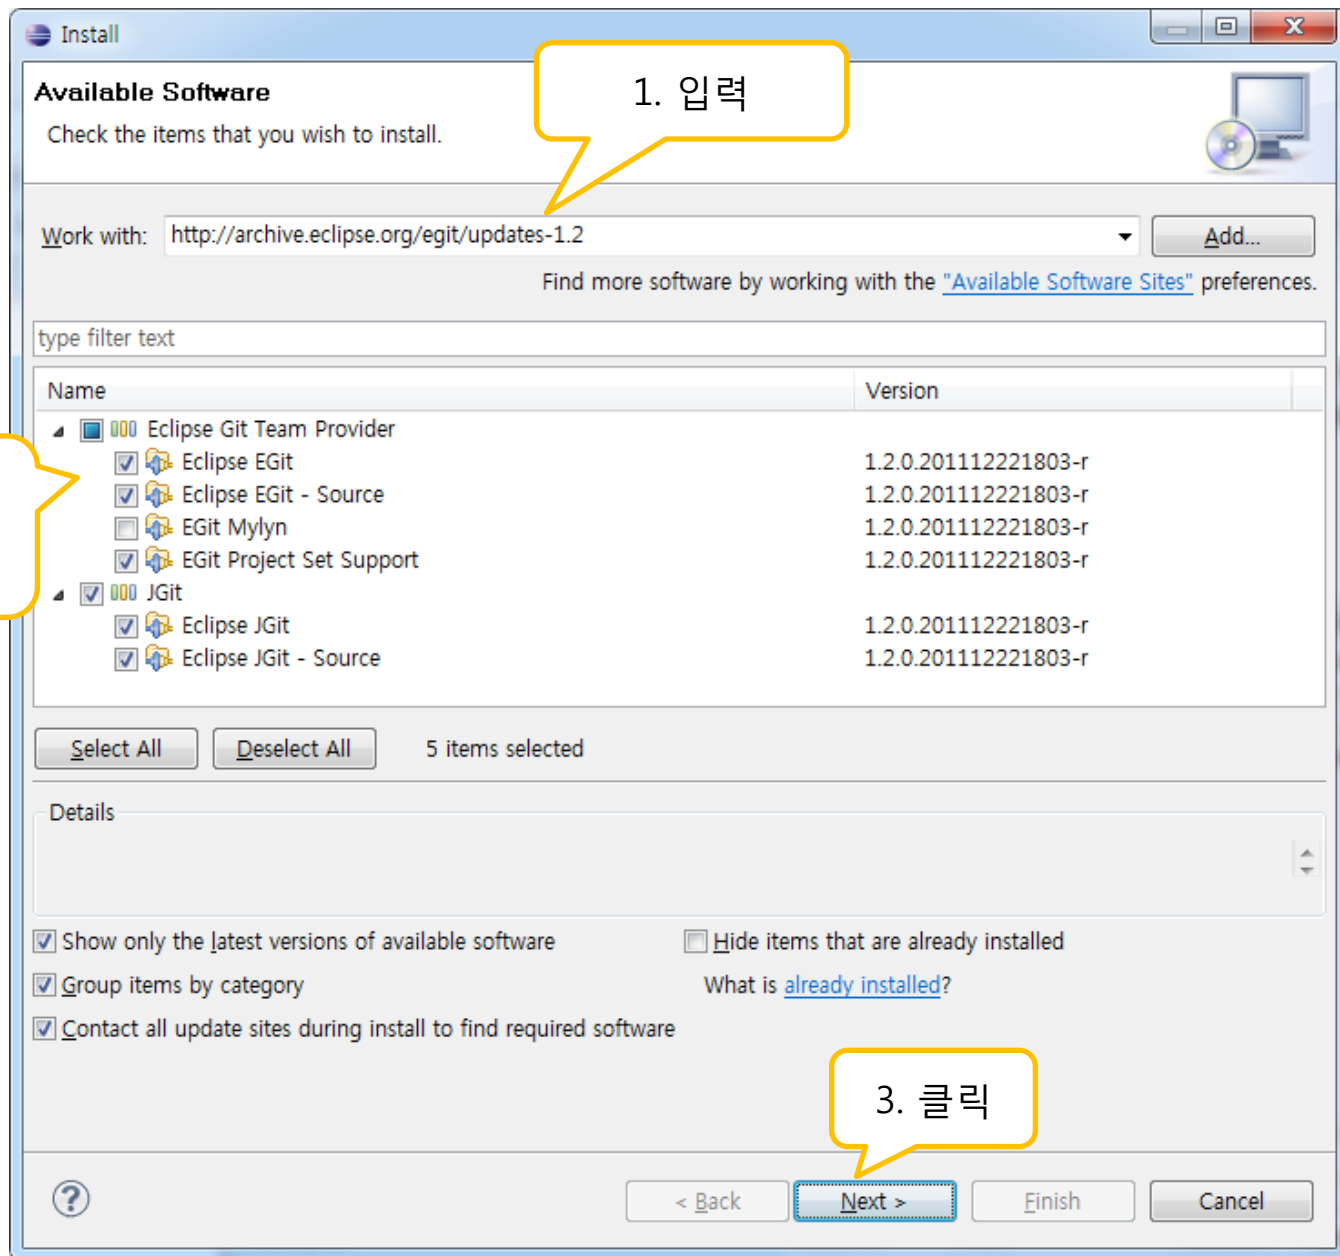 Install
1. 입력
Available Software
Check the items that you wish to install.
Work with: http://archive.eclipse.org/egit/updates-1.2 Add...
Find more software by working with the "Available Software Sites" preferences.
type filter text
Name Version
Eclipse Git Team Provider
Eclipse EGit 1.2.0.201112221803-r
Eclipse EGit - Source 1.2.0.201112221803-r
EGit Mylyn 1.2.0.201112221803-r
EGit Project Set Support 1.2.0.201112221803-r
JGit
Eclipse JGit 1.2.0.201112221803-r
Eclipse JGit - Source 1.2.0.201112221803-r
Select All Deselect All 5 items selected
Details
Show only the latest versions of available software Hide items that are already installed
Group items by category What is already installed?
Contact all update sites during install to find required software
3. 클릭
< Back Next > Finish Cancel